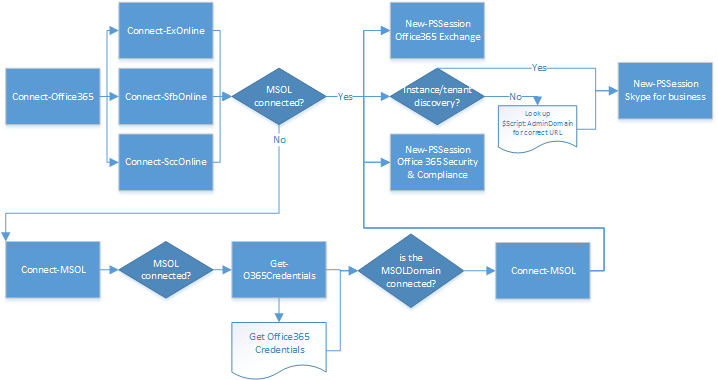 Connect-Office365
Connect-ExOnline
Connect-SfbOnline
Connect-SccOnline
MSOL
connected?
Yes
No
New-PSSession
Office365 Exchange
Instance/tenant
discovery?
Yes
No
Look up
$Script:AdminDomain
for correct URL
New-PSSession
Skype for business
New-PSSession
Office 365 Security
& Compliance
Connect-MSOL
MSOL
connected?
Get-
O365Credentials
Get Office365
Credentials
is the
MSOLDomain
connected?
Connect-MSOL